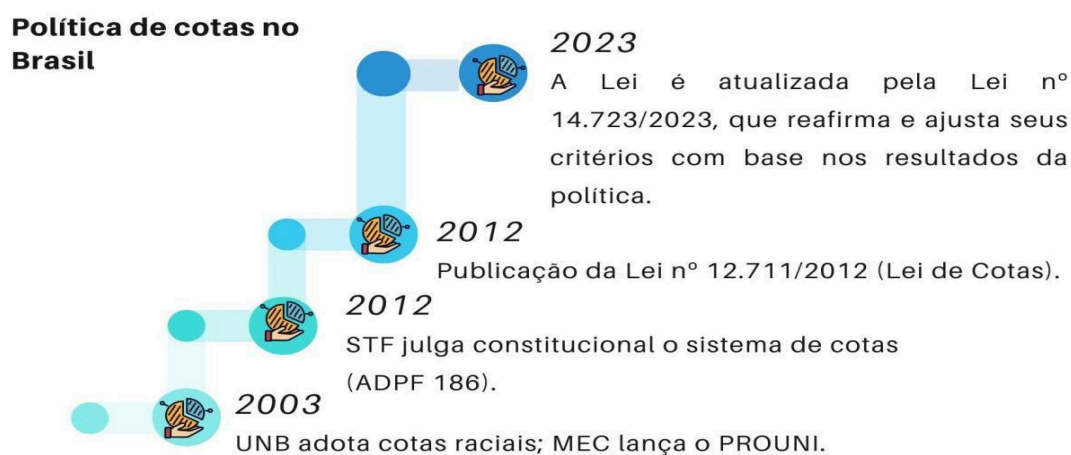 Política de cotas no
Brasil
2023
A Lei é atualizada pela Lei nº
14.723/2023, que reafirma e ajusta seus
critérios com base nos resultados da
política.
2012
Publicação da Lei nº 12.711/2012 (Lei de Cotas).
2012
STF julga constitucional o sistema de cotas
(ADPF 186).
2003
UNB adota cotas raciais; MEC lança o PROUNI.